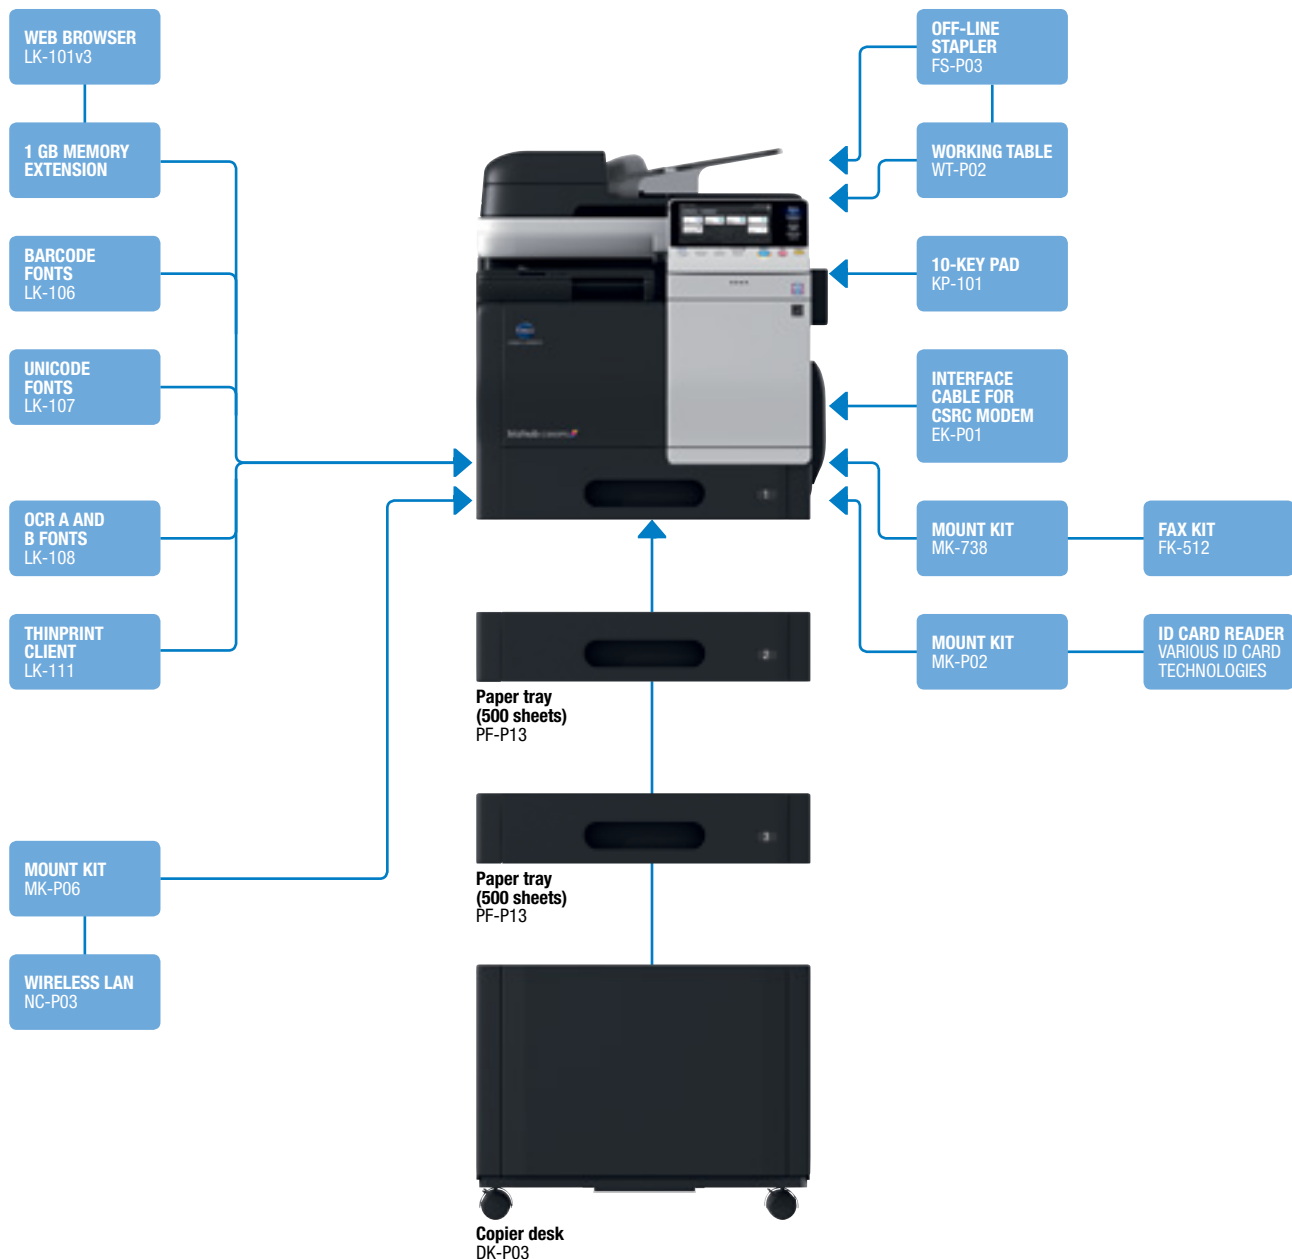 WEB BROWSER
LK-101v3
1 GB MEMORY
EXTENSION
BARCODE
FONTS
LK-106
UNICODE
FONTS
LK-107
OCR A AND
B FONTS
LK-108
THINPRINT
CLIENT
LK-111
MOUNT KIT
MK-P06
WIRELESS LAN
NC-P03
bizhub
1
2
Paper tray
(500 sheets)
PF-P13
3
Paper tray
(500 sheets)
PF-P13
Copier desk
DK-P03
OFF-LINE
STAPLER
FS-P03
WORKING TABLE
WT-P02
10-KEY PAD
KP-101
INTERFACE
CABLE FOR
CSRC MODEM
EK-P01
MOUNT KIT
MK-738
FAX KIT
FK-512
MOUNT KIT
MK-P02
ID CARD READER
VARIOUS ID CARD
TECHNOLOGIES